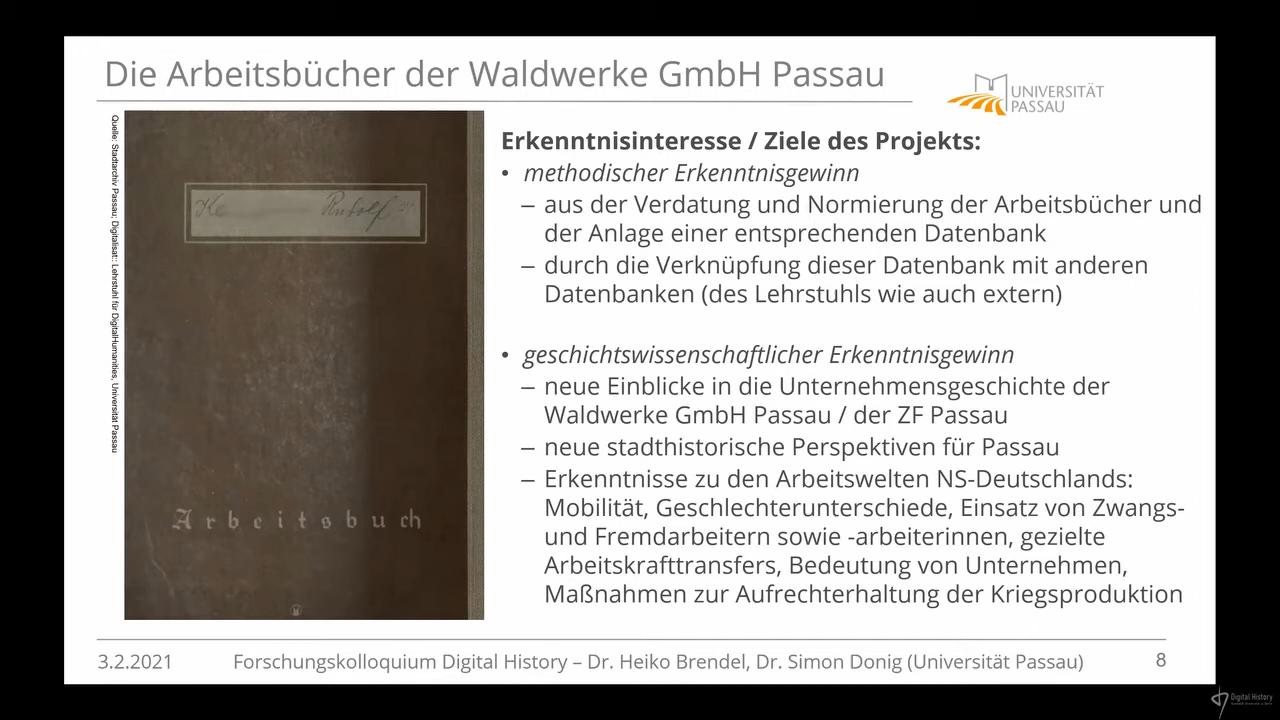 Die Arbeitsbücher der Waldwerke GmbH Passau
UNIVERSITÄT
PASSAU
Quelle: Stadtarchiv Passau; Digitalisat:: Lehrstuhl für DigitalHumanities, Universität Passau
Ke
Rudolf
Arbeitsbuch
Erkenntnisinteresse / Ziele des Projekts:
• methodischer Erkenntnisgewinn
– aus der Verdatung und Normierung der Arbeitsbücher und
der Anlage einer entsprechenden Datenbank
– durch die Verknüpfung dieser Datenbank mit anderen
Datenbanken (des Lehrstuhls wie auch extern)
• geschichtswissenschaftlicher Erkenntnisgewinn
– neue Einblicke in die Unternehmensgeschichte der
Waldwerke GmbH Passau / der ZF Passau
– neue stadthistorische Perspektiven für Passau
– Erkenntnisse zu den Arbeitswelten NS-Deutschlands:
Mobilität, Geschlechterunterschiede, Einsatz von Zwangs-
und Fremdarbeitern sowie -arbeiterinnen, gezielte
Arbeitskrafttransfers, Bedeutung von Unternehmen,
Maßnahmen zur Aufrechterhaltung der Kriegsproduktion
3.2.2021
Forschungskolloquium Digital History – Dr. Heiko Brendel, Dr. Simon Donig (Universität Passau)
8
Digital History